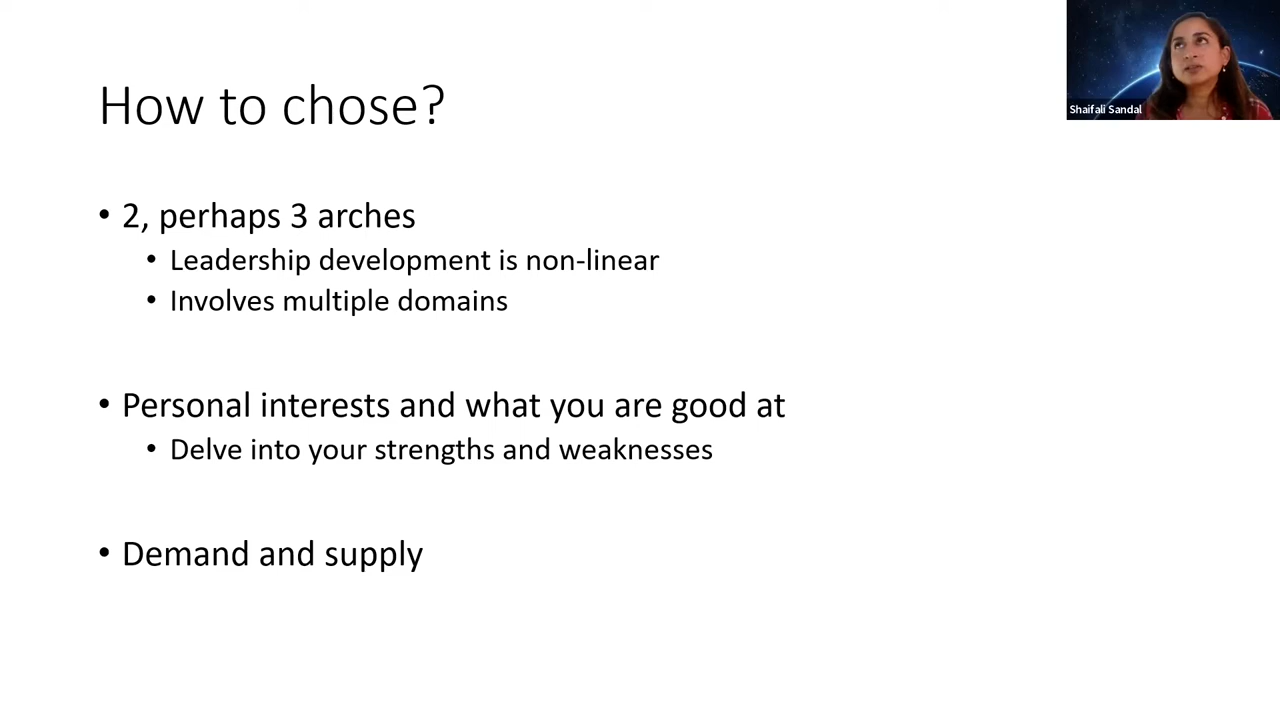 How to chose?
Shaifali Sandal
• 2, perhaps 3 arches
• Leadership development is non-linear
• Involves multiple domains
• Personal interests and what you are good at
• Delve into your strengths and weaknesses
• Demand and supply